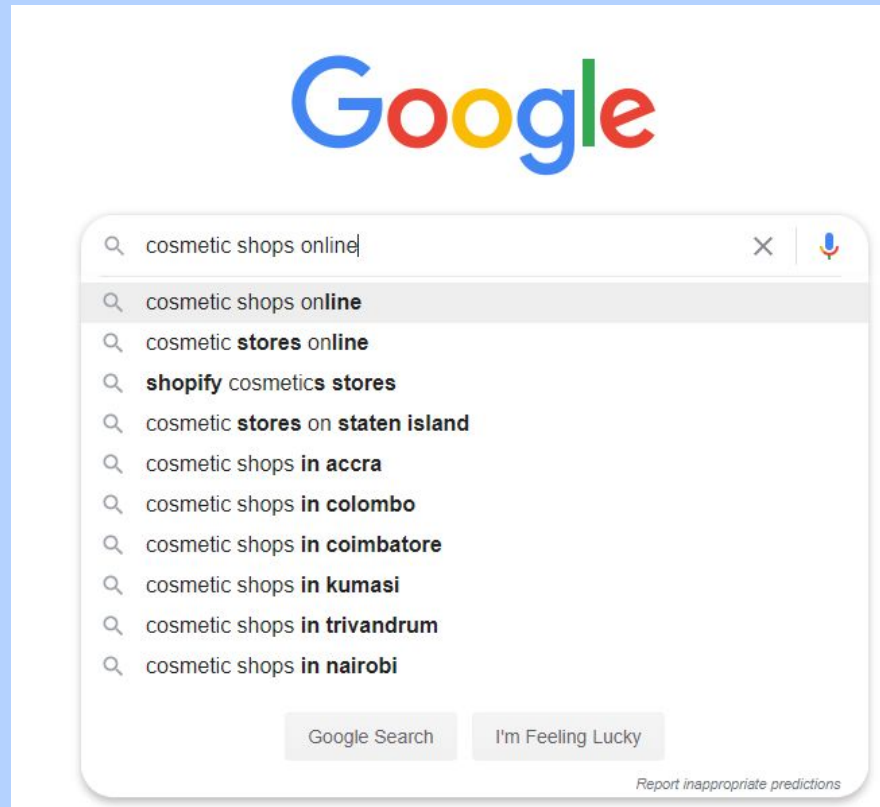 Google
cosmetic shops online
cosmetic shops online
cosmetic stores online
shopify cosmetics stores
cosmetic stores on staten island
cosmetic shops in accra
cosmetic shops in colombo
cosmetic shops in coimbatore
cosmetic shops in kumasi
cosmetic shops in trivandrum
cosmetic shops in nairobi
Google Search I'm Feeling Lucky
Report inappropriate predictions